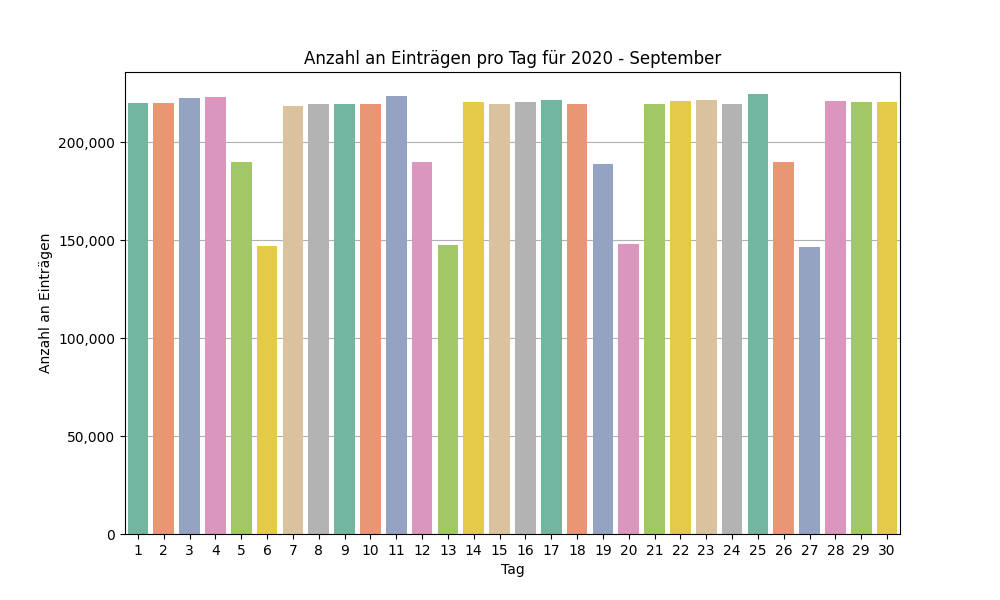 Anzahl an Einträgen pro Tag für 2020 - September
Anzahl an Einträgen
200,000
150,000
100,000
50,000
0
1 2 3 4 5 6 7 8 9 10 11 12 13 14 15 16 17 18 19 20 21 22 23 24 25 26 27 28 29 30
Tag